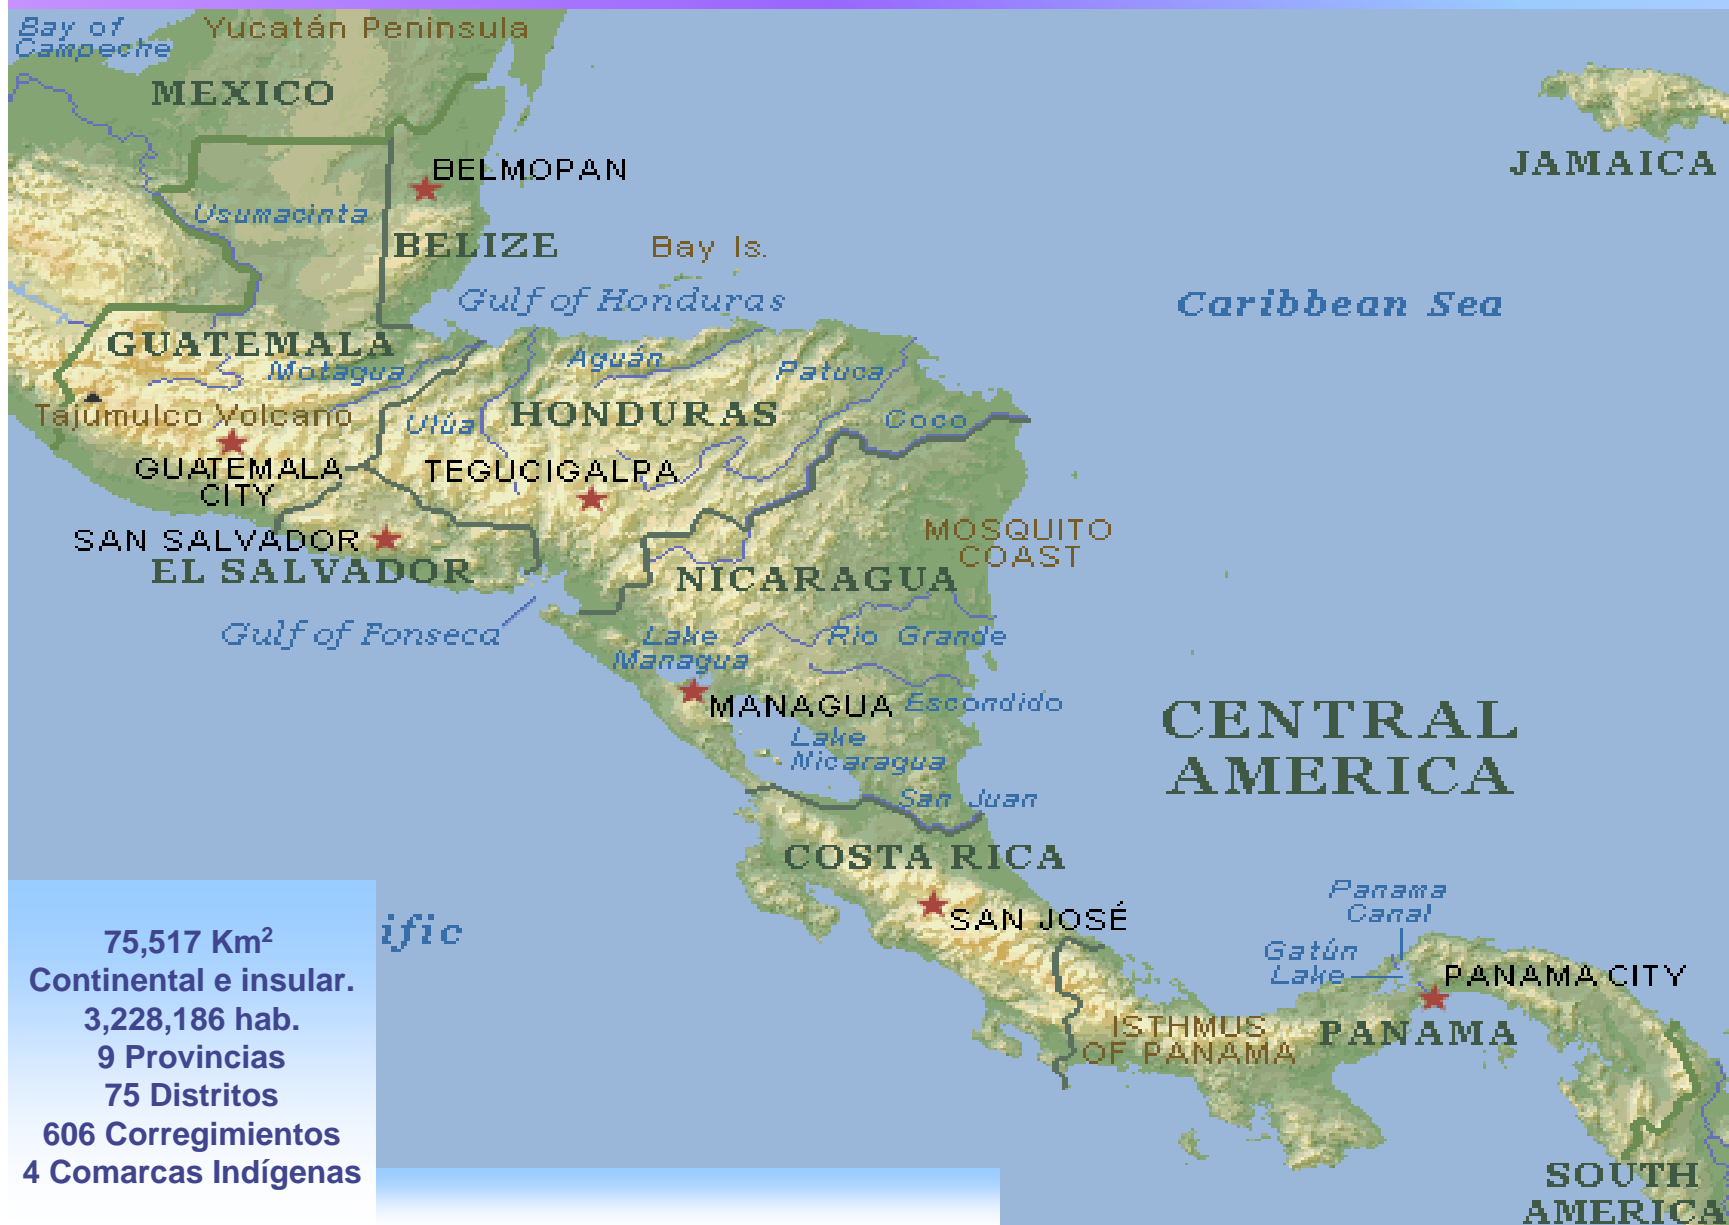 Bay of
Campeche
Yucatán Peninsula
MEXICO
BELMOPAN
JAMAICA
Usumacinta
BELIZE
Bay Is.
Gulf of Honduras
Caribbean Sea
GUATEMALA
Motagua
Aguán
Patuca
Tajumulco Volcano
Ulúa
HONDURAS
Coco
GUATEMALA
CITY
TEGUCIGALPA
SAN SALVADOR
EL SALVADOR
MOSQUITO
COAST
NICARAGUA
Gulf of Fonseca
Lake
Managua
Rio Grande
MANAGUA
Escondido
Lake
Nicaragua
CENTRAL
AMERICA
San Juan
COSTA RICA
SAN JOSÉ
Panama
Canal
Gatún
Lake
PANAMA CITY
ISTHMUS
OF PANAMA
PANAMA
SOUTH
AMERICA
ific
75,517 Km²
Continental e insular.
3,228,186 hab.
9 Provincias
75 Distritos
606 Corregimientos
4 Comarcas Indígenas